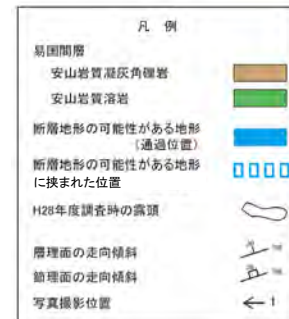 凡 例
易国間層
安山岩質凝灰角礫岩
安山岩質溶岩
断層地形の可能性がある地形
(通過位置)
断層地形の可能性がある地形
に挟まれた位置
H28年度調査時の露頭
層理面の走向傾斜
節理面の走向傾斜
写真撮影位置
1